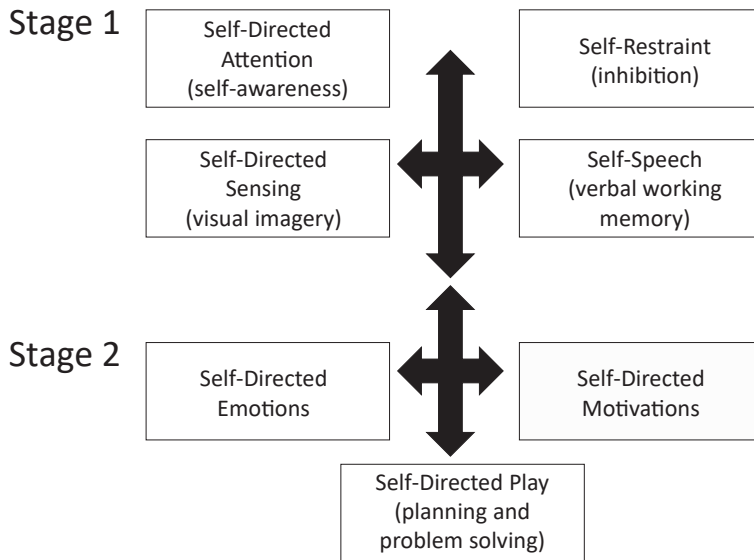 Stage 1
Self-Directed
Attention
(self-awareness)
Self-Restraint
(inhibition)
Self-Directed
Sensing
(visual imagery)
Self-Speech
(verbal working
memory)
Stage 2
Self-Directed
Emotions
Self-Directed
Motivations
Self-Directed Play
(planning and
problem solving)